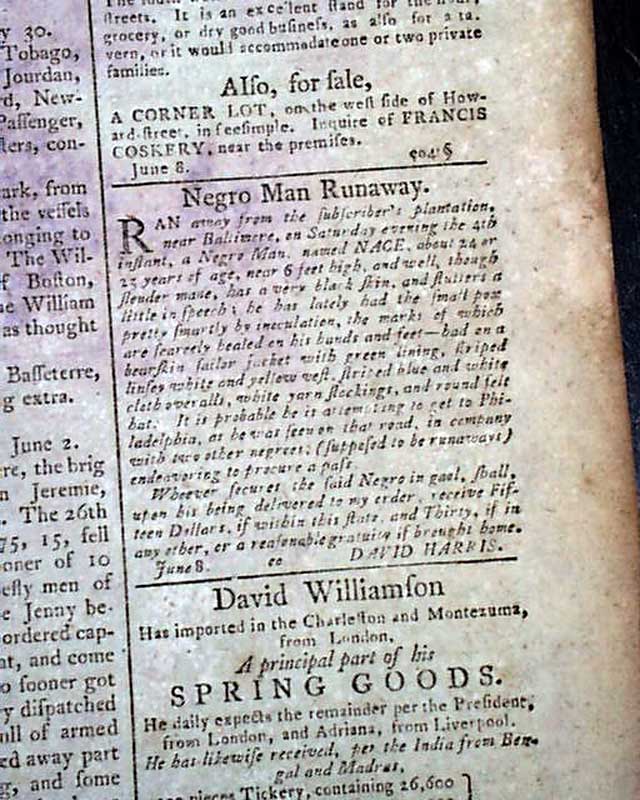 y 30.
Tobago,
Jourdan,
rd, New-
Passenger,
ters, con-
ark, from
the veſſels
onging to
The Wil-
f Boſton,
he William
as thought
Baſſeterre,
g extra.
June 2.
re, the brig
n Jeremie,
. The 26th
75, 15, fell
oner of 10
efly men of
e Jenny be-
ordered cap-
at, and come
o ſooner got
y diſpatched
ull of armed
ed away part
g, and ſome
ſtreets. It is an excellent ſtand for the
grocery, or dry good buſineſs, as alſo for a ta-
vern, or it would accommodate one or two private
families.
Alſo, for ſale,
A CORNER LOT, on the weſt ſide of How-
ard-ſtreet, in feeſimple. Inquire of FRANCIS
COSKERY, near the premiſes.
June 8. eo4t§
Negro Man Runaway.
RAN away from the ſubſcriber's plantation,
near Baltimore, on Saturday evening the 4th
inſtant, a Negro Man, named NACE, about 24 or
25 years of age, near 6 feet high, and well, though
ſlender made, has a very black ſkin, and ſtutters a
little in ſpeech; he has lately had the ſmall pox
pretty ſmartly by inoculation, the marks of which
are ſcarcely healed on his hands and feet—had on a
bearſkin ſailor jacket with green lining, ſtriped
linſey white and yellow veſt, ſtriped blue and white
cloth overalls, white yarn ſtockings, and round felt
hat. It is probable he is attempting to get to Phi-
ladelphia, as he was ſeen on that road, in company
with two other negroes, (ſuppoſed to be runaways)
endeavoring to procure a paſs.
Whoever ſecures the ſaid Negro in gaol, ſhall,
upon his being delivered to my order, receive Fif-
teen Dollars, if within this ſtate, and Thirty, if in
any other, or a reaſonable gratuity if brought home.
DAVID HARRIS.
June 8. eo
David Williamſon
Has imported in the Charleſton and Montezuma,
from London,
A principal part of his
SPRING GOODS.
He daily expects the remainder per the Preſident,
from London, and Adriana, from Liverpool.
He has likewiſe received, per the India from Ben-
gal and Madras,
pieces Tickery, containing 26,600